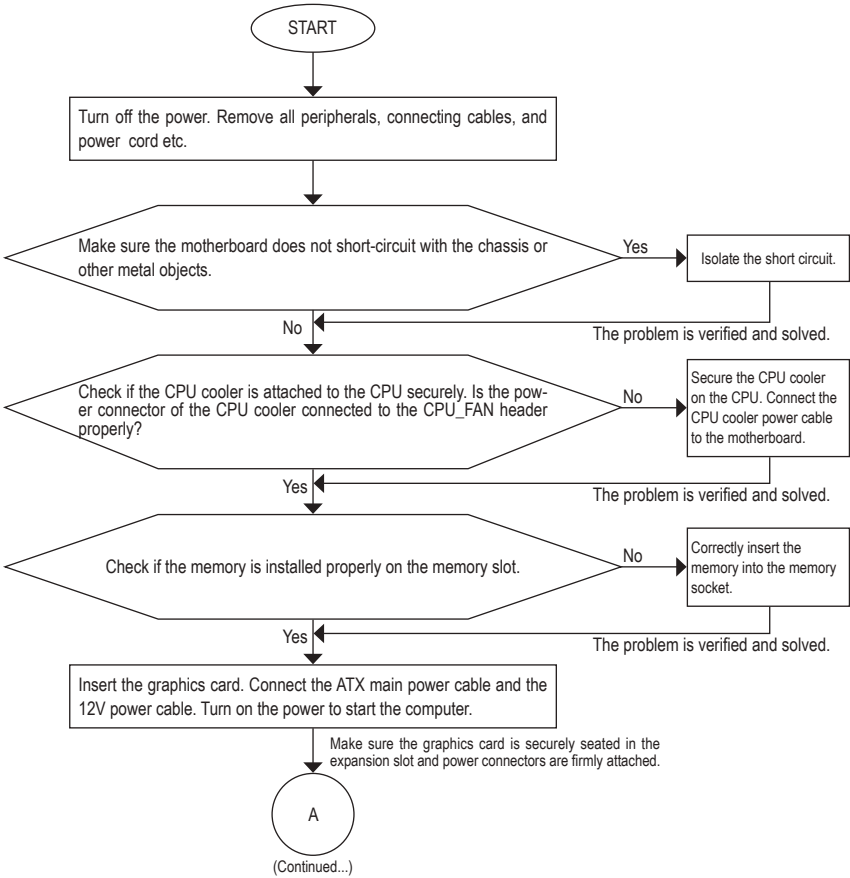 START
Turn off the power. Remove all peripherals, connecting cables, and
power cord etc.
Make sure the motherboard does not short-circuit with the chassis or
other metal objects.
Yes
Isolate the short circuit.
No
The problem is verified and solved.
Check if the CPU cooler is attached to the CPU securely. Is the pow-
er connector of the CPU cooler connected to the CPU_FAN header
properly?
No
Secure the CPU cooler
on the CPU. Connect the
CPU cooler power cable
to the motherboard.
Yes
The problem is verified and solved.
Check if the memory is installed properly on the memory slot.
No
Correctly insert the
memory into the memory
socket.
Yes
The problem is verified and solved.
Insert the graphics card. Connect the ATX main power cable and the
12V power cable. Turn on the power to start the computer.
Make sure the graphics card is securely seated in the
expansion slot and power connectors are firmly attached.
A
(Continued...)